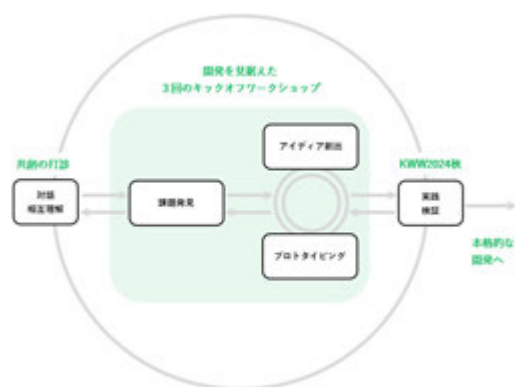 開発を見据えた
3回のキックオフワークショップ
アイディア創出
共創の打診
KWW2024秋
対話
相互理解
課題発見
実践
検証
プロトタイピング
本格的な
開発へ